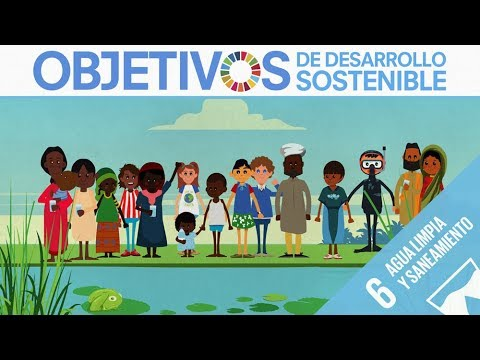 OBJETIVOS
DE DESARROLLO
SOSTENIBLE
6
AGUA LIMPIA
Y SANEAMIENTO